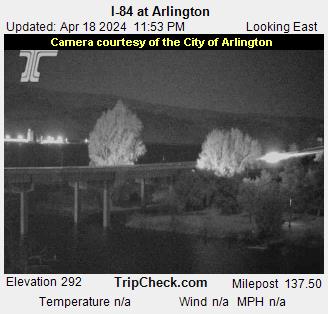 I-84 at Arlington
Updated: Apr 18 2024 11:53 PM Looking East
Camera courtesy of the City of Arlington
Elevation 292 TripCheck.com Milepost 137.50
Temperature n/a Wind n/a MPH n/a